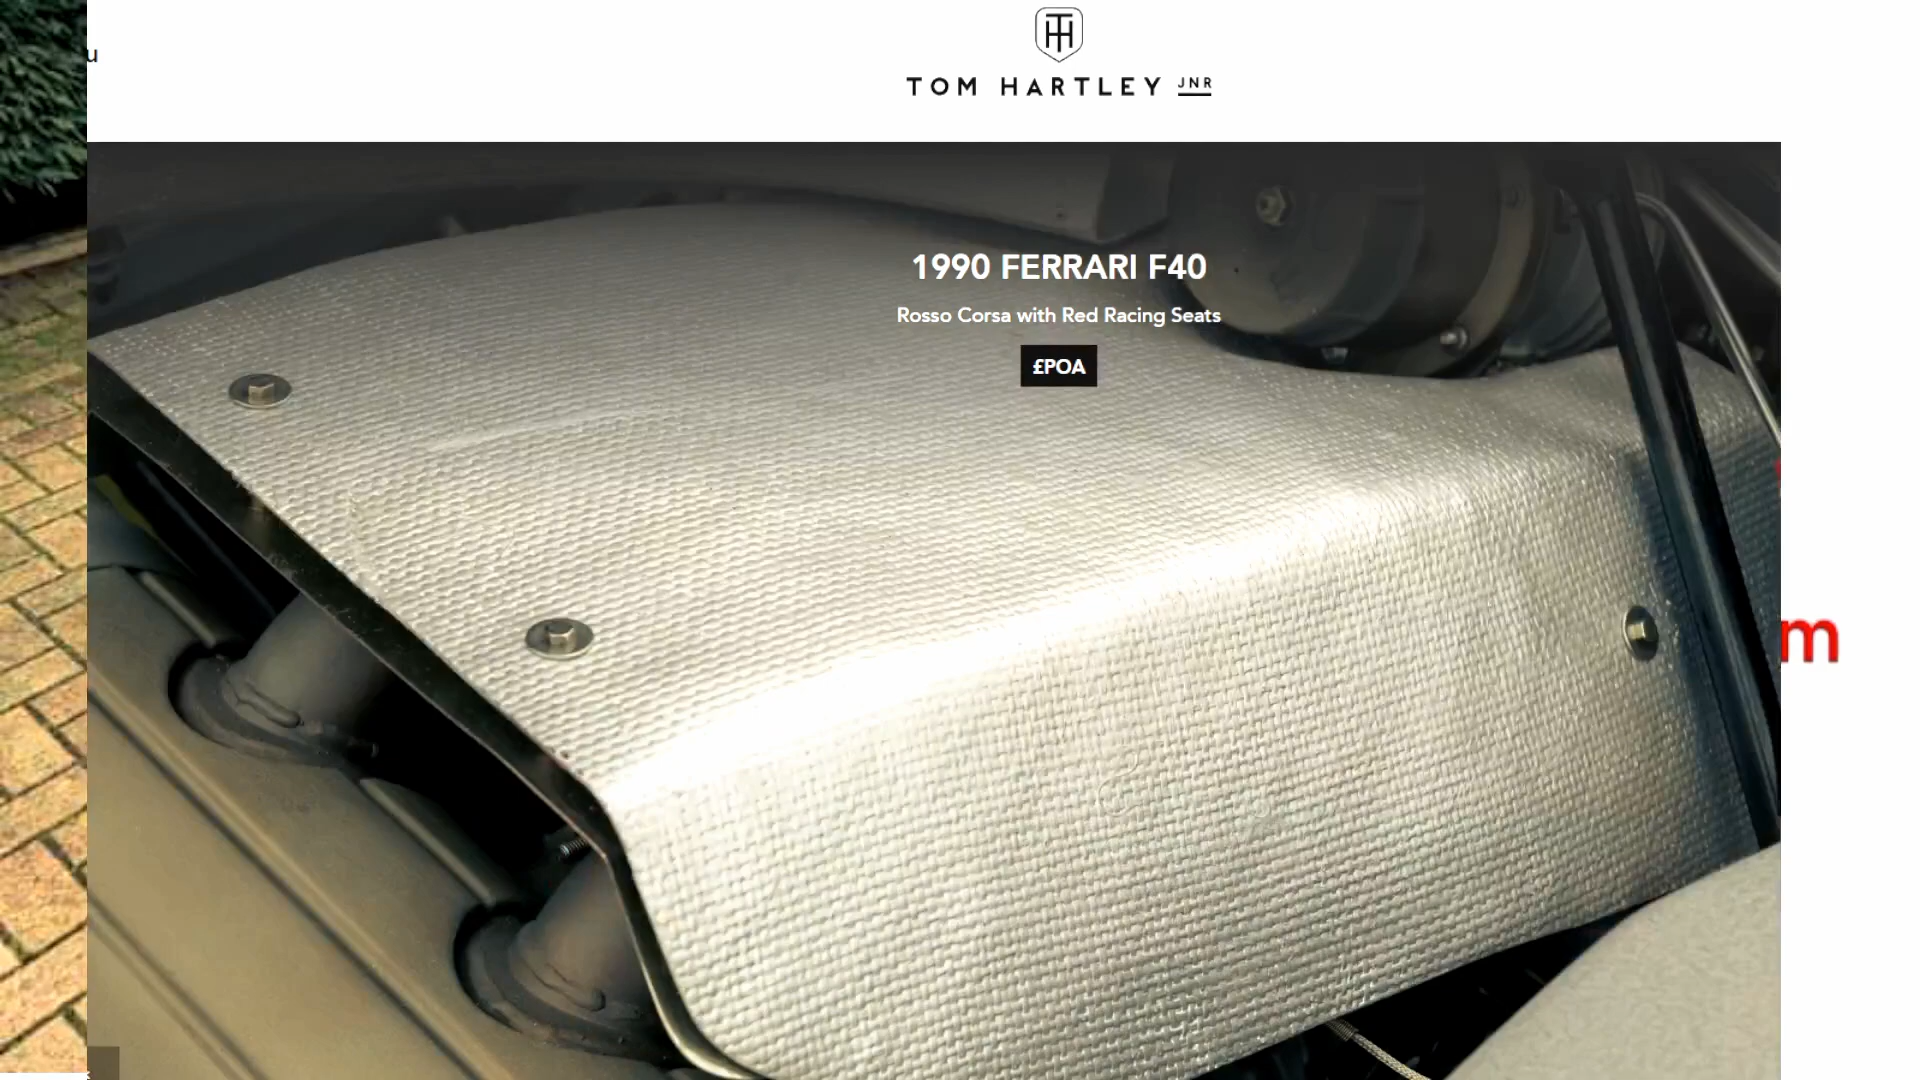 u
TOM HARTLEY JNR
1990 FERRARI F40
Rosso Corsa with Red Racing Seats
£POA
m